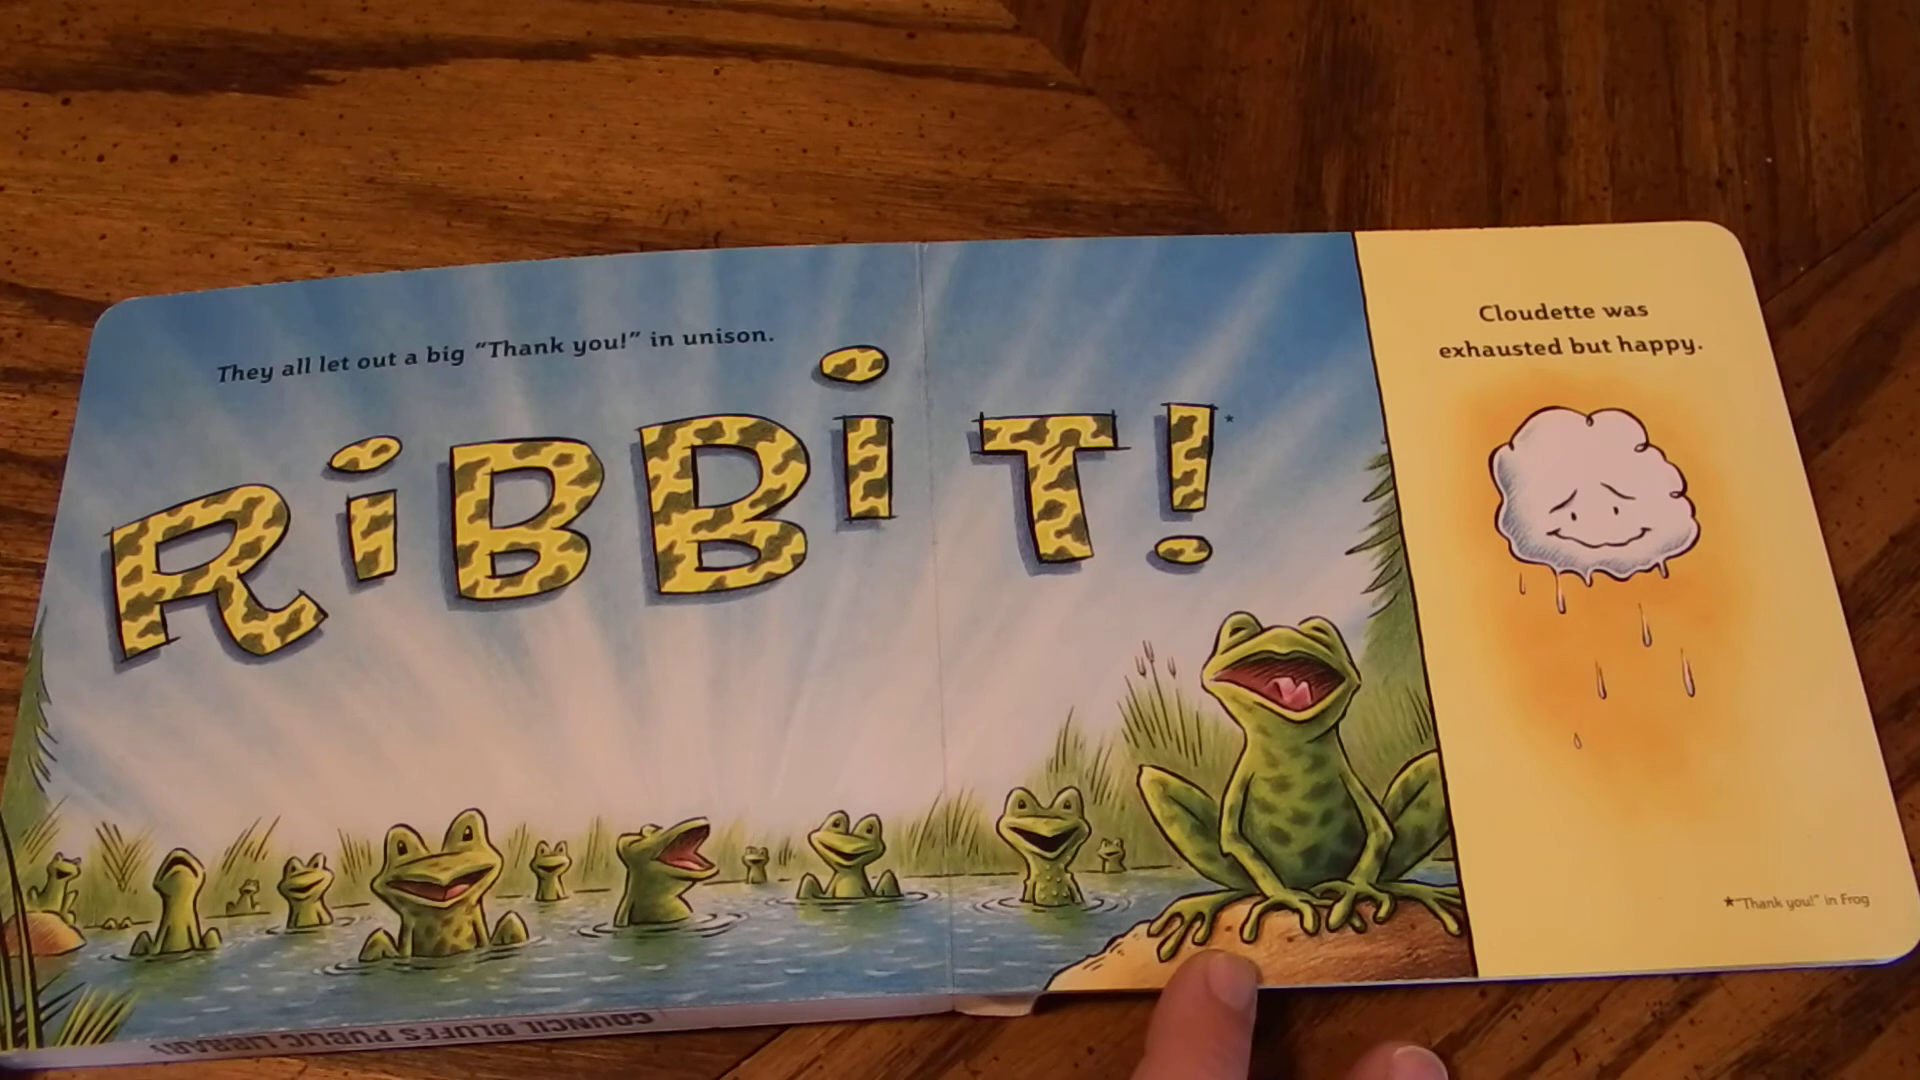 They all let out a big “Thank you!” in unison.
RiBBiT!*
Cloudette was
exhausted but happy.
*“Thank you!” in Frog
COUNCIL BLUFFS PUBLIC LIBRARY